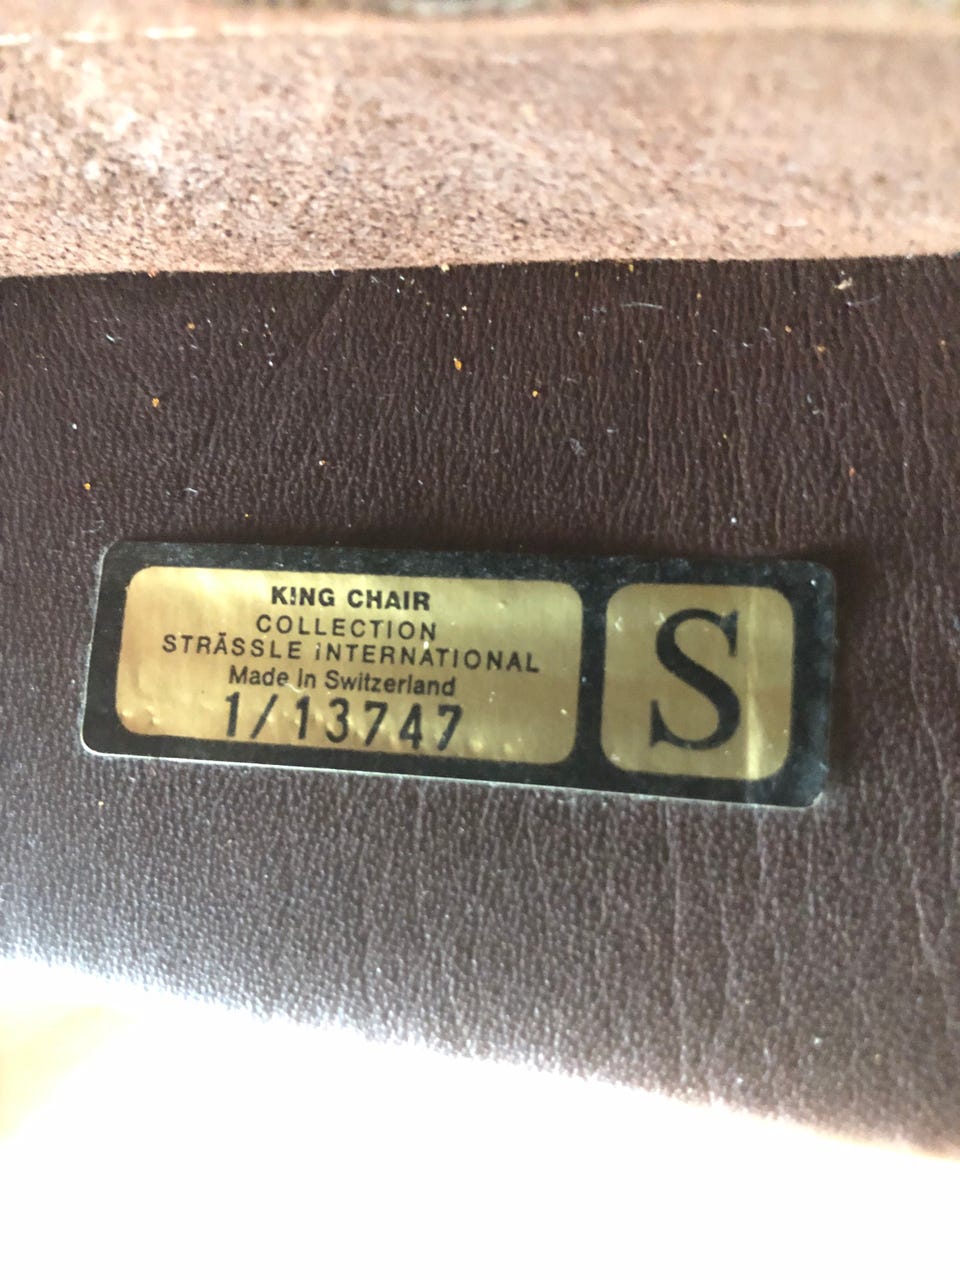 KING CHAIR
COLLECTION
STRÄSSLE INTERNATIONAL
Made in Switzerland
1/13747
S